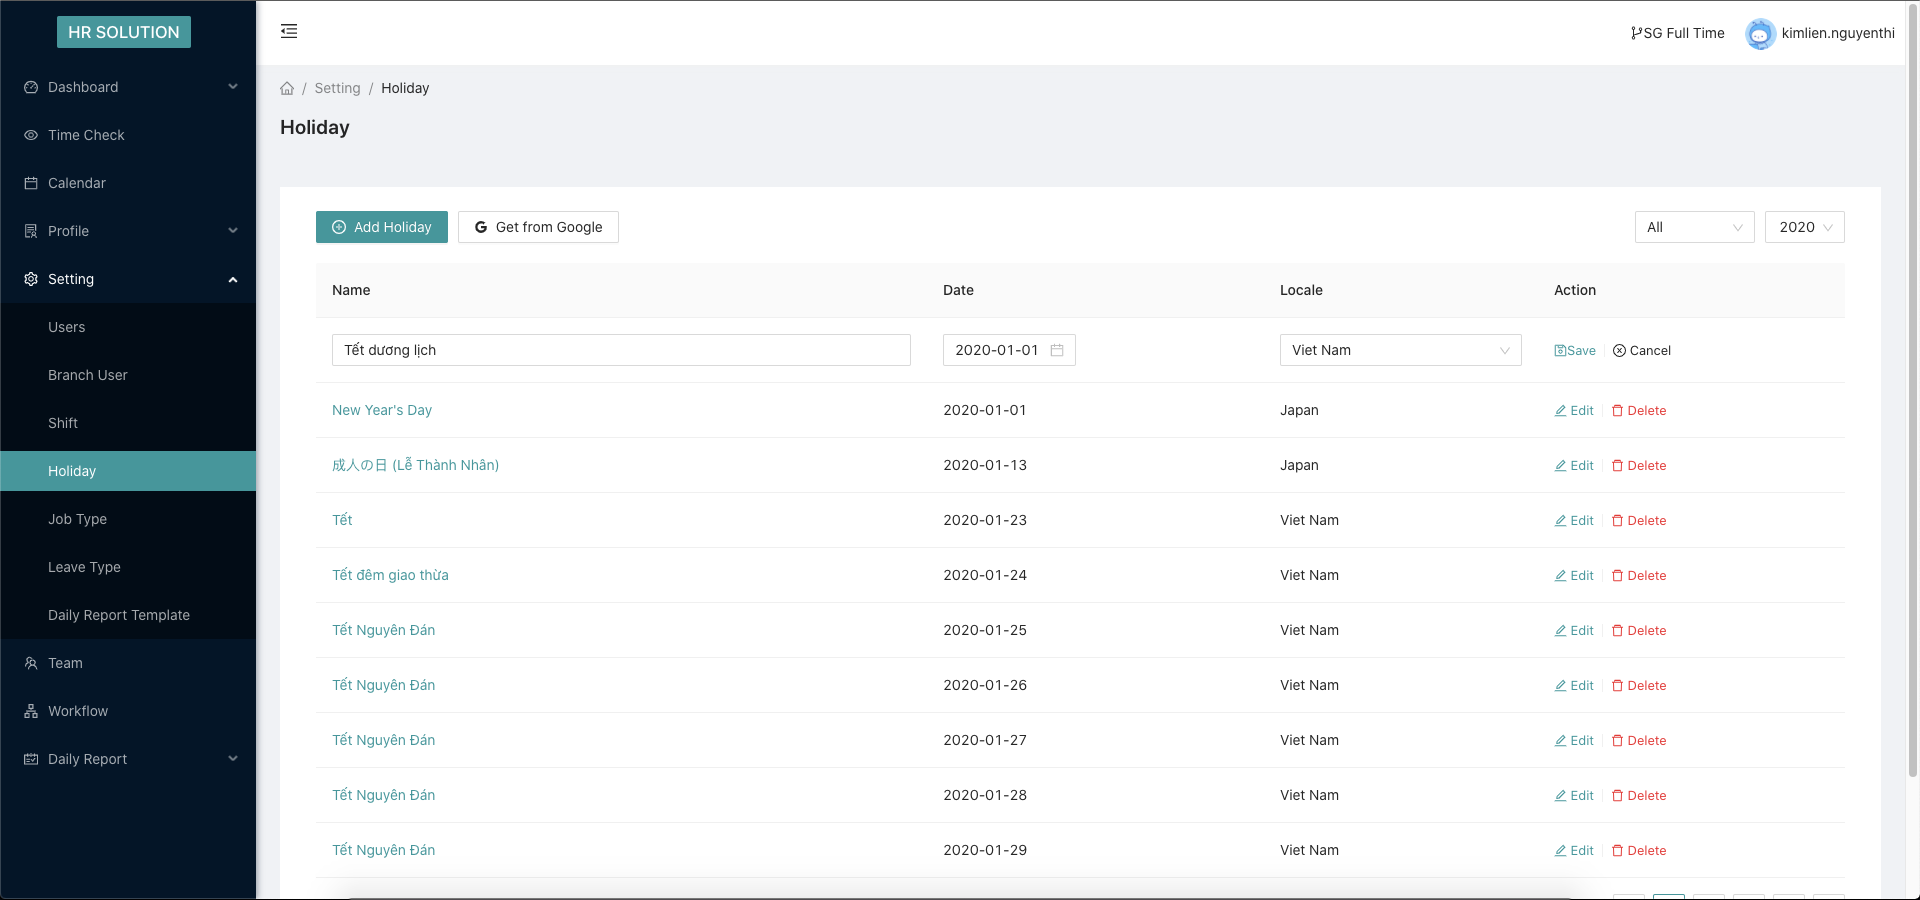 HR SOLUTION
SG Full Time
kimlien.nguyenthi
Dashboard
Time Check
Calendar
Profile
Setting
Users
Branch User
Shift
Holiday
Job Type
Leave Type
Daily Report Template
Team
Workflow
Daily Report
/ Setting / Holiday
Holiday
Add Holiday
G Get from Google
All
2020
Name Date Locale Action
Tết dương lịch 2020-01-01 Viet Nam Save Cancel
New Year's Day 2020-01-01 Japan Edit Delete
成人の日 (Lễ Thành Nhân) 2020-01-13 Japan Edit Delete
Tết 2020-01-23 Viet Nam Edit Delete
Tết đêm giao thừa 2020-01-24 Viet Nam Edit Delete
Tết Nguyên Đán 2020-01-25 Viet Nam Edit Delete
Tết Nguyên Đán 2020-01-26 Viet Nam Edit Delete
Tết Nguyên Đán 2020-01-27 Viet Nam Edit Delete
Tết Nguyên Đán 2020-01-28 Viet Nam Edit Delete
Tết Nguyên Đán 2020-01-29 Viet Nam Edit Delete